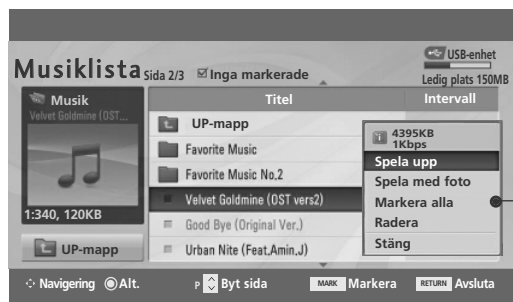 USB-enhet
Musiklista Sida 2/3 Inga markerade
Ledig plats 150MB
Musik
Velvet Goldmine (OST...
1:340, 120KB
UP-mapp
Titel
Intervall
UP-mapp
Favorite Music
Favorite Music No.2
Velvet Goldmine (OST vers2)
Good Bye (Original Ver.)
Urban Nite (Feat.Amin.J)
4395KB
1Kbps
Spela upp
Spela med foto
Markera alla
Radera
Stäng
Navigering Alt. P Byt sida MARK Markera RETURN Avsluta